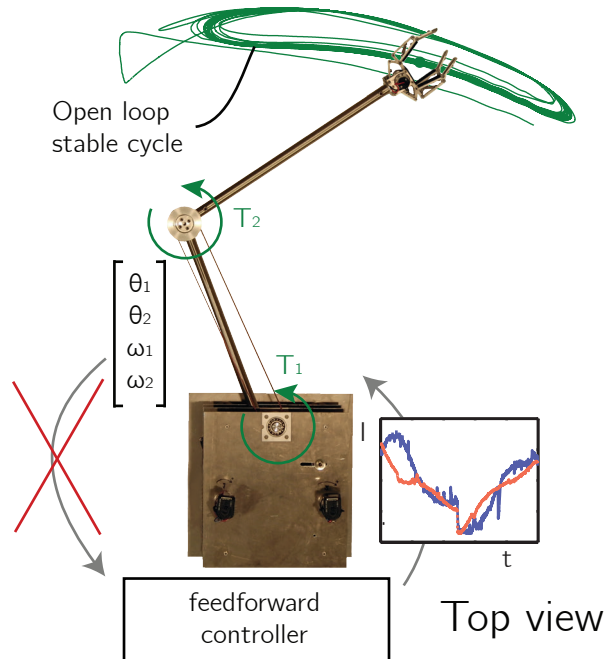 Open loop
stable cycle
T2
θ1
θ2
ω1
ω2
T1
I
t
feedforward
controller
Top view